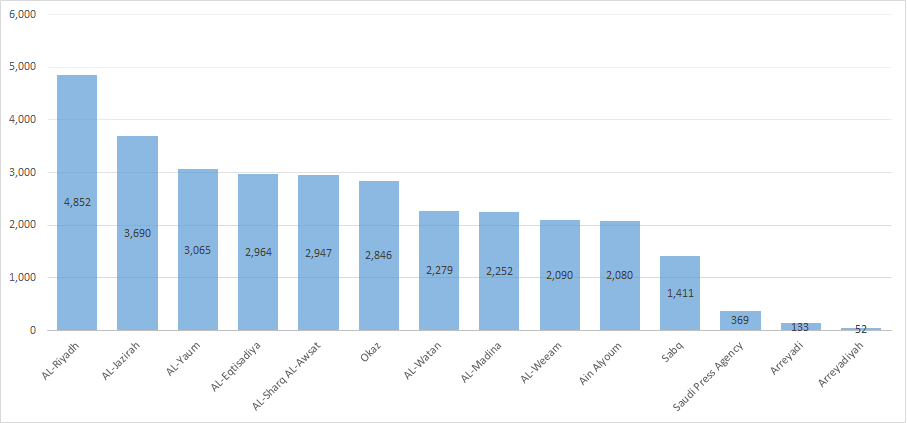 6,000
5,000
4,000
3,000
2,000
1,000
0
4,852
3,690
3,065
2,964
2,947
2,846
2,279
2,252
2,090
2,080
1,411
369
133
52
AL-Riyadh
AL-Jazirah
AL-Yaum
AL-Eqtisadiya
AL-Sharq AL-Awsat
Okaz
AL-Watan
AL-Madina
AL-Weeam
Ain Alyoum
Sabq
Saudi Press Agency
Arreyadi
Arreyadiyah